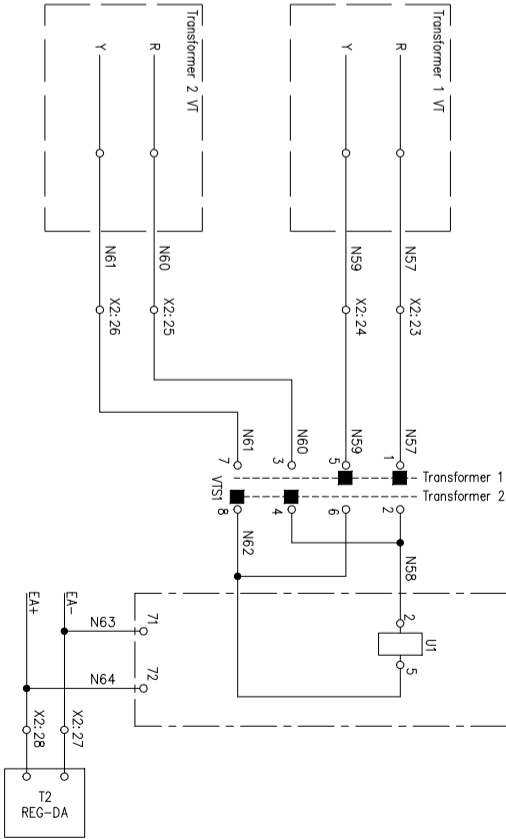 Transformer 2 VT
Y
R
Transformer 1 VT
Y
R
N61
N60
N59
N57
X2:26
X2:25
X2:24
X2:23
N61
N60
N59
N57
7
3
5
1
Transformer 1
VTS1
Transformer 2
8
4
6
2
N62
N58
EA+
EA-
N63
71
2
U1
5
N64
72
X2:28
X2:27
T2
REG-DA